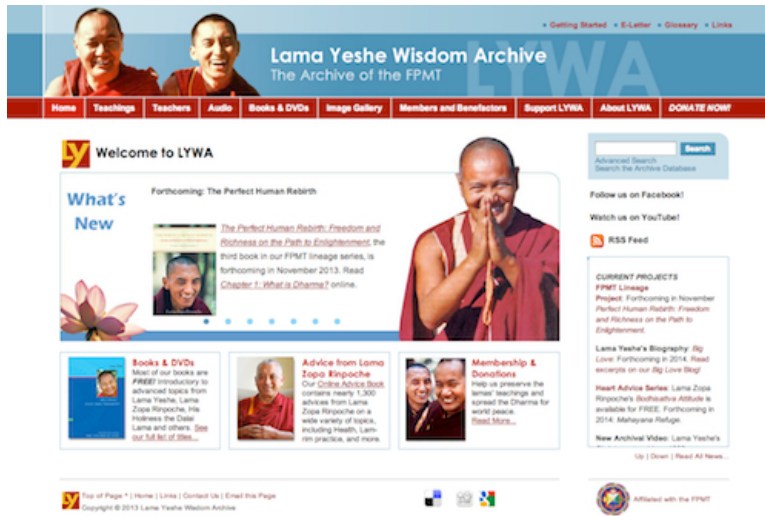 Getting Started • E-Letter • Glossary • Links
LYWA
Lama Yeshe Wisdom Archive
The Archive of the FPMT
Home Teachings Teachers Audio Books & DVDs Image Gallery Members and Benefactors Support LYWA About LYWA DONATE NOW!
LY Welcome to LYWA
Search
Advanced Search
Search the Archive Database
What's
New
Forthcoming: The Perfect Human Rebirth
The Perfect Human Rebirth: Freedom and
Richness on the Path to Enlightenment, the
third book in our FPMT lineage series, is
forthcoming in November 2013. Read
Chapter 1: What is Dharma? online.
Follow us on Facebook!
Watch us on YouTube!
RSS Feed
CURRENT PROJECTS
FPMT Lineage
Project: Forthcoming in November
Perfect Human Rebirth: Freedom
and Richness on the Path to
Enlightenment.
Lama Yeshe's Biography: Big
Love: Forthcoming in 2014. Read
excerpts on our Big Love Blog!
Heart Advice Series: Lama Zopa
Rinpoche's Bodhisattva Attitude is
available for FREE. Forthcoming in
2014: Mahayana Refuge.
New Archival Video: Lama Yeshe's
Up | Down | Read All News...
Books & DVDs
Most of our books are
FREE! Introductory to
advanced topics from
Lama Yeshe, Lama
Zopa Rinpoche, His
Holiness the Dalai
Lama and others. See
our full list of titles...
Advice from Lama
Zopa Rinpoche
Our Online Advice Book
contains nearly 1,300
advices from Lama
Zopa Rinpoche on a
wide variety of topics,
including Health, Lam-
rim practice, and more.
Membership &
Donations
Help us preserve the
lamas' teachings and
spread the Dharma for
world peace.
Read More...
LY
Top of Page ^ | Home | Links | Contact Us | Email this Page
Copyright © 2013 Lama Yeshe Wisdom Archive
Affiliated with the FPMT